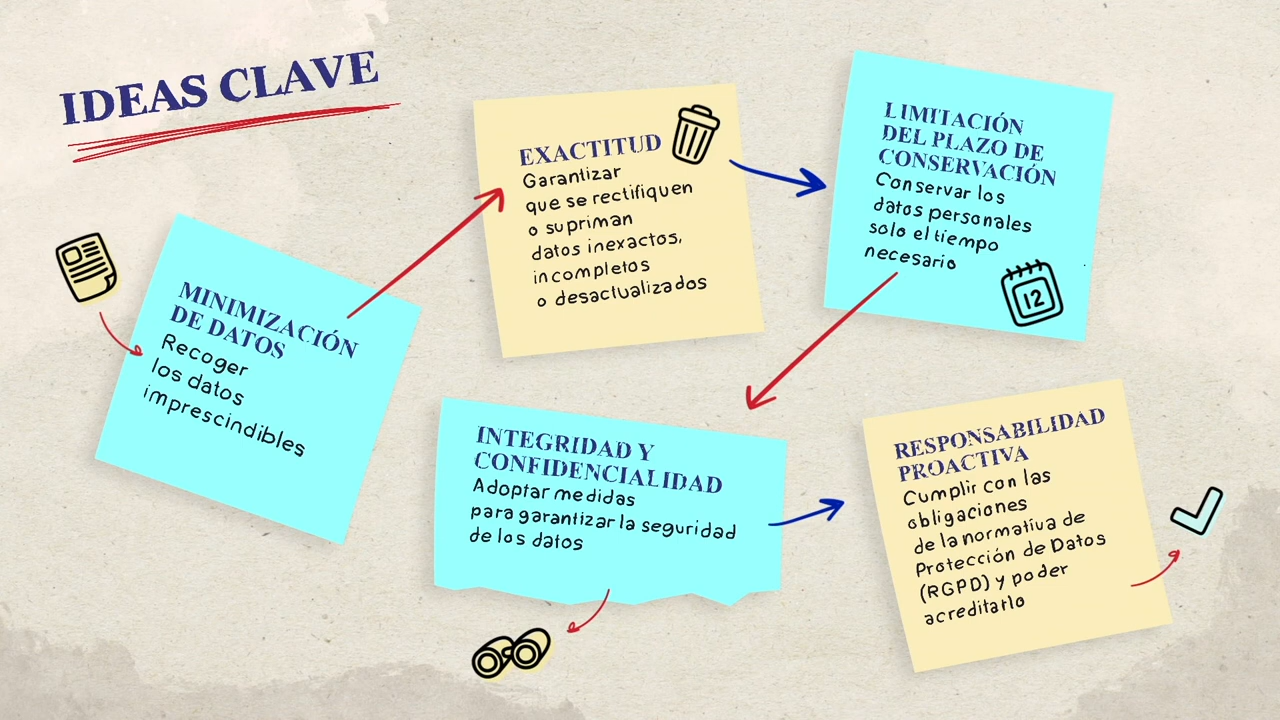 IDEAS CLAVE
MINIMIZACIÓN
DE DATOS
Recoger
los datos
imprescindibles
EXACTITUD
Garantizar
que se rectifiquen
o supriman
datos inexactos,
incompletos
o desactualizados
LIMITACIÓN
DEL PLAZO DE
CONSERVACIÓN
Conservar los
datos personales
solo el tiempo
necesario
12
INTEGRIDAD Y
CONFIDENCIALIDAD
Adoptar medidas
para garantizar la seguridad
de los datos
RESPONSABILIDAD
PROACTIVA
Cumplir con las
obligaciones
de la normativa de
Protección de Datos
(RGPD) y poder
acreditarlo